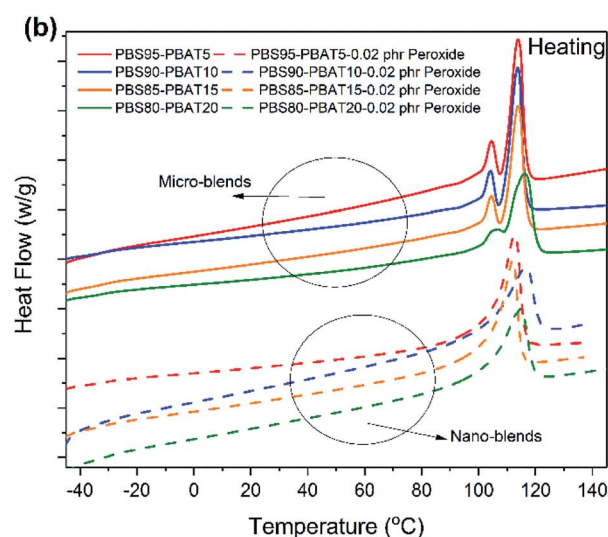 (b)
Heating
PBS95-PBAT5 PBS95-PBAT5-0.02 phr Peroxide
PBS90-PBAT10 PBS90-PBAT10-0.02 phr Peroxide
PBS85-PBAT15 PBS85-PBAT15-0.02 phr Peroxide
PBS80-PBAT20 PBS80-PBAT20-0.02 phr Peroxide
Micro-blends
Heat Flow (w/g)
Nano-blends
-40 -20 0 20 40 60 80 100 120 140
Temperature (°C)